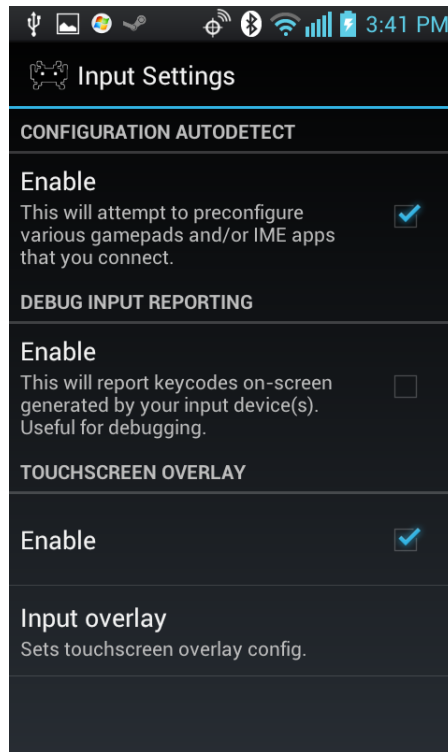 3:41 PM
Input Settings
CONFIGURATION AUTODETECT
Enable
This will attempt to preconfigure
various gamepads and/or IME apps
that you connect.
DEBUG INPUT REPORTING
Enable
This will report keycodes on-screen
generated by your input device(s).
Useful for debugging.
TOUCHSCREEN OVERLAY
Enable
Input overlay
Sets touchscreen overlay config.